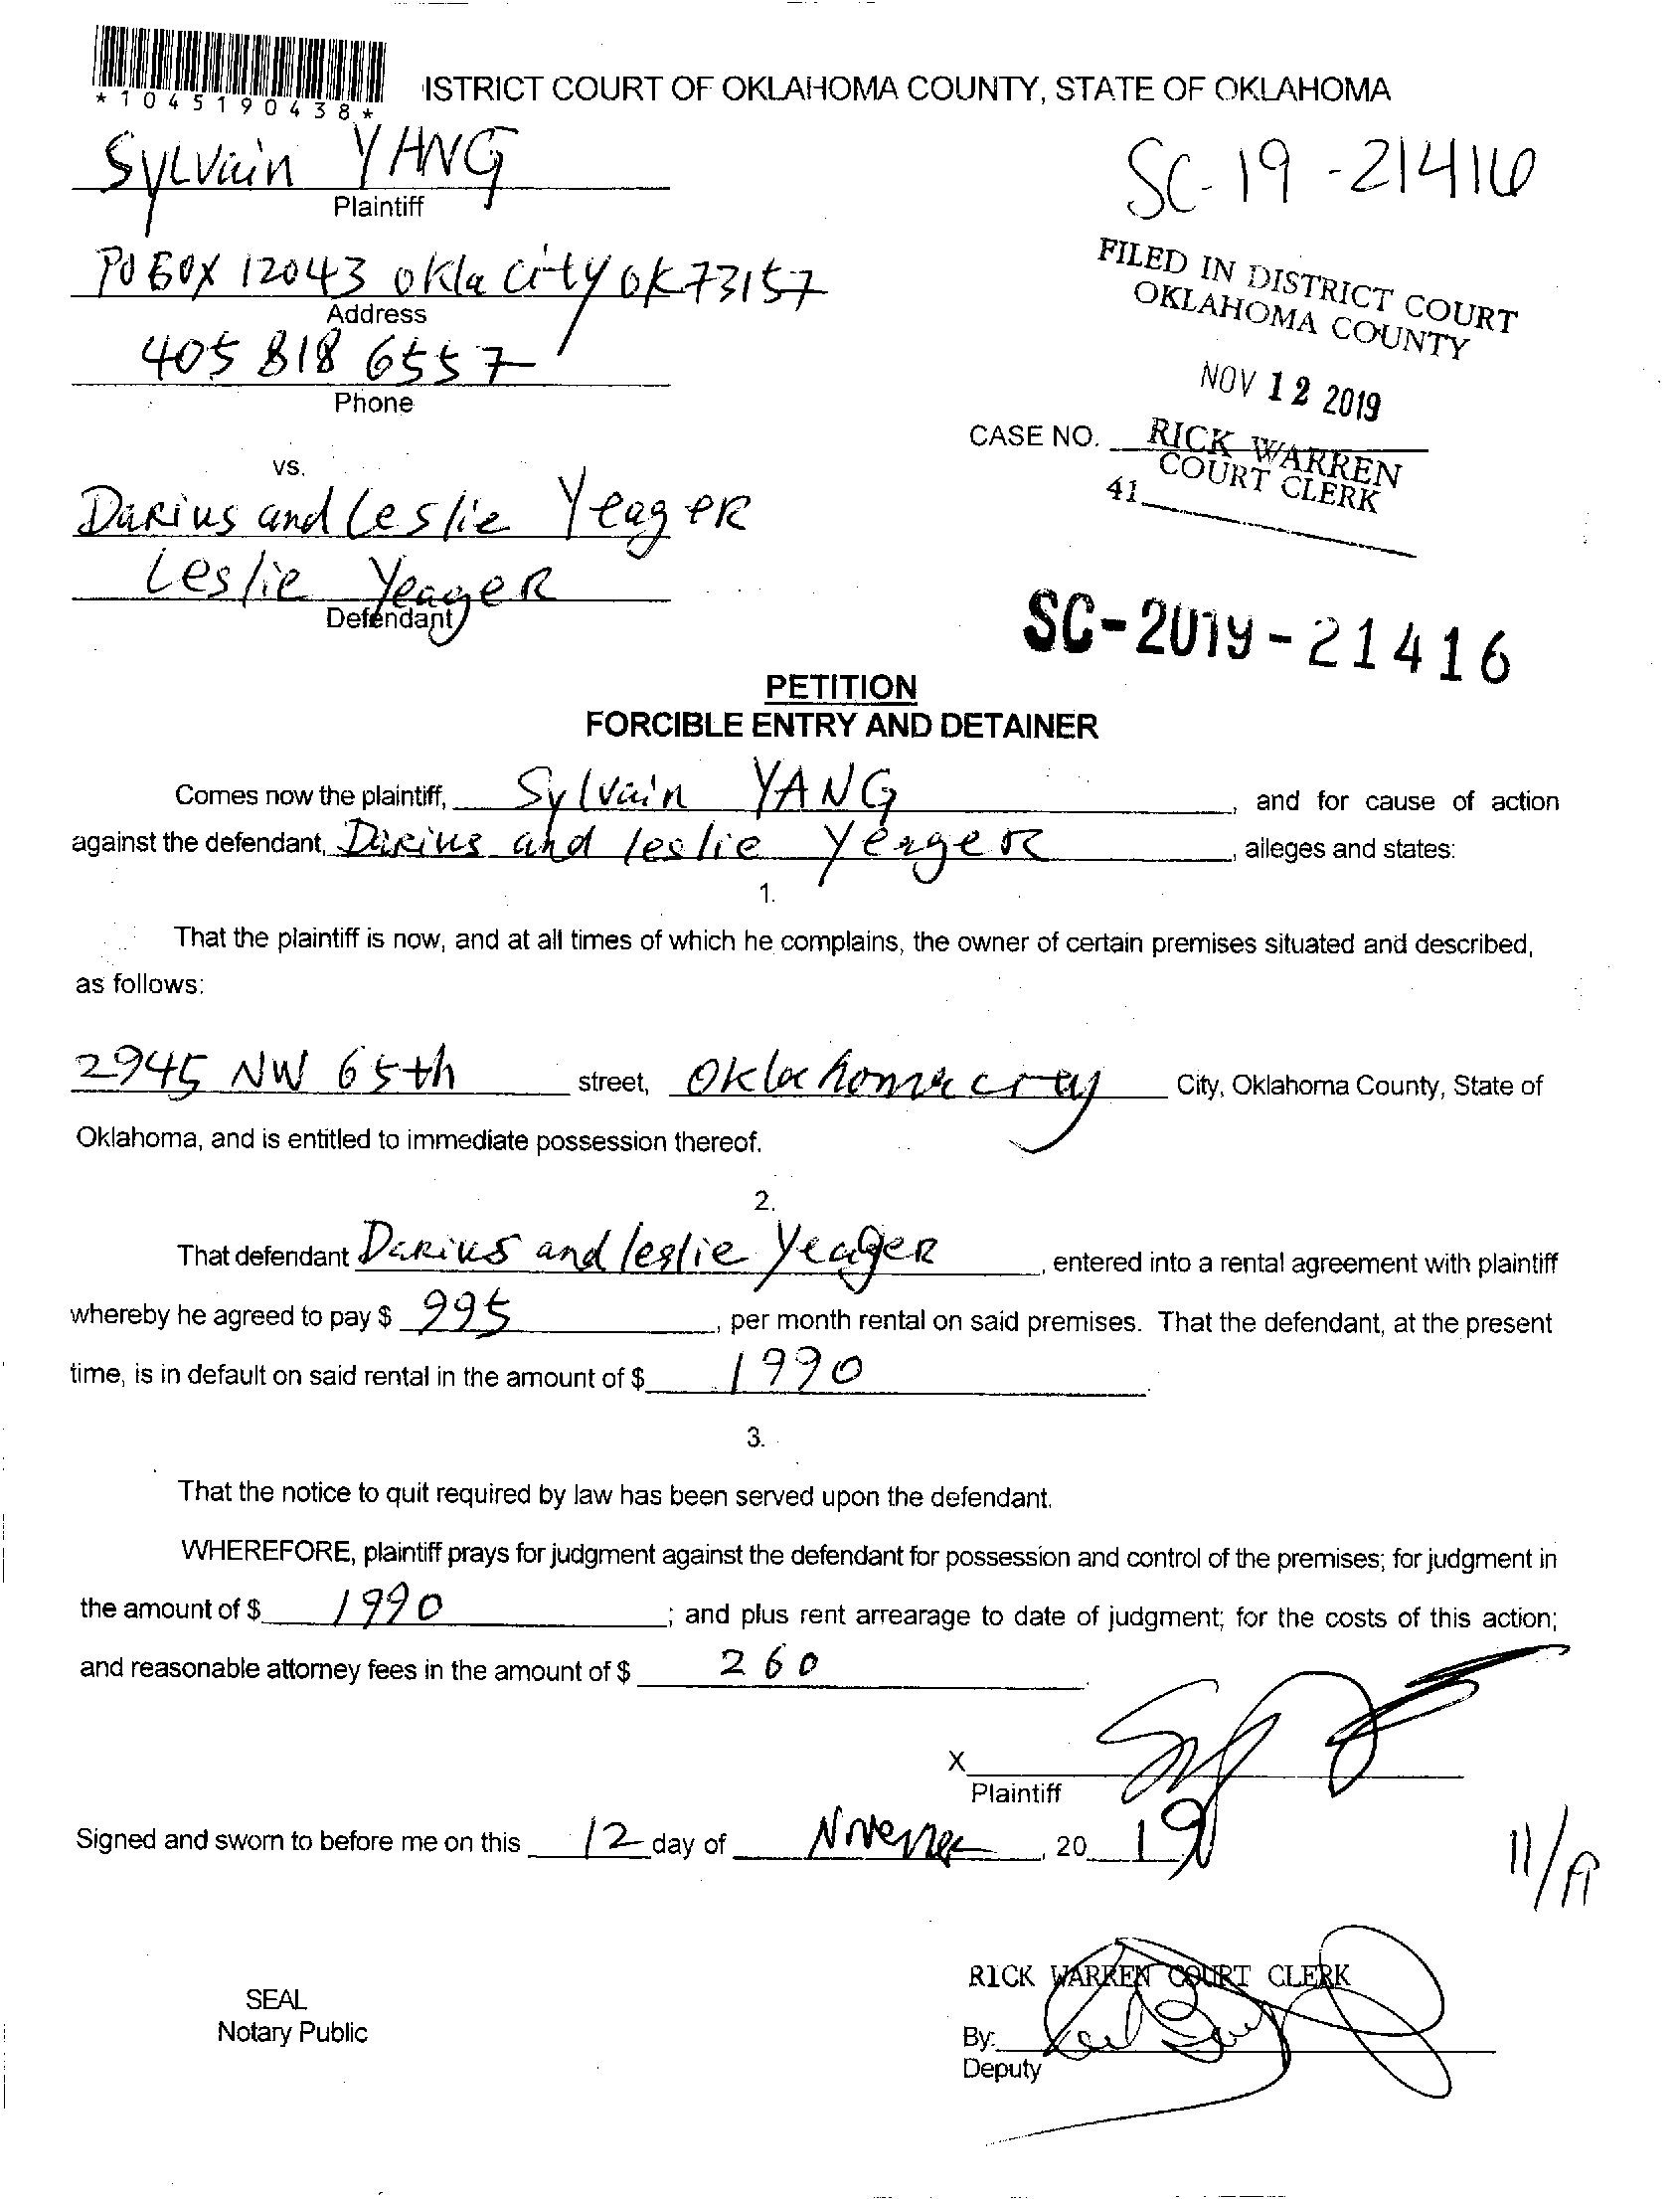 *1045190438*
ISTRICT COURT OF OKLAHOMA COUNTY, STATE OF OKLAHOMA
Sylvain YANG
Plaintiff
SC-19-21416
PO BOX 12043 okla city ok 73157
Address
405 818 6557
Phone
FILED IN DISTRICT COURT
OKLAHOMA COUNTY
NOV 12 2019
CASE NO. RICK WARREN
COURT CLERK
41
vs.
Darius and Leslie Yeager
Leslie Yeager
Defendant
SC-2019-21416
PETITION
FORCIBLE ENTRY AND DETAINER
Comes now the plaintiff, Sylvain YANG, and for cause of action
against the defendant, Darius and leslie Yeager, alleges and states:
1.
That the plaintiff is now, and at all times of which he complains, the owner of certain premises situated and described,
as follows:
2945 NW 65th street, Oklahoma city City, Oklahoma County, State of
Oklahoma, and is entitled to immediate possession thereof.
2.
That defendant Darius and leslie Yeager, entered into a rental agreement with plaintiff
whereby he agreed to pay $ 995, per month rental on said premises. That the defendant, at the present
time, is in default on said rental in the amount of $ 1990.
3.
That the notice to quit required by law has been served upon the defendant.
WHEREFORE, plaintiff prays for judgment against the defendant for possession and control of the premises; for judgment in
the amount of $ 1990; and plus rent arrearage to date of judgment; for the costs of this action;
and reasonable attorney fees in the amount of $ 260.
X
Plaintiff
Signed and sworn to before me on this 12 day of November, 2019
RICK WARREN COURT CLERK
SEAL
Notary Public
By:
Deputy